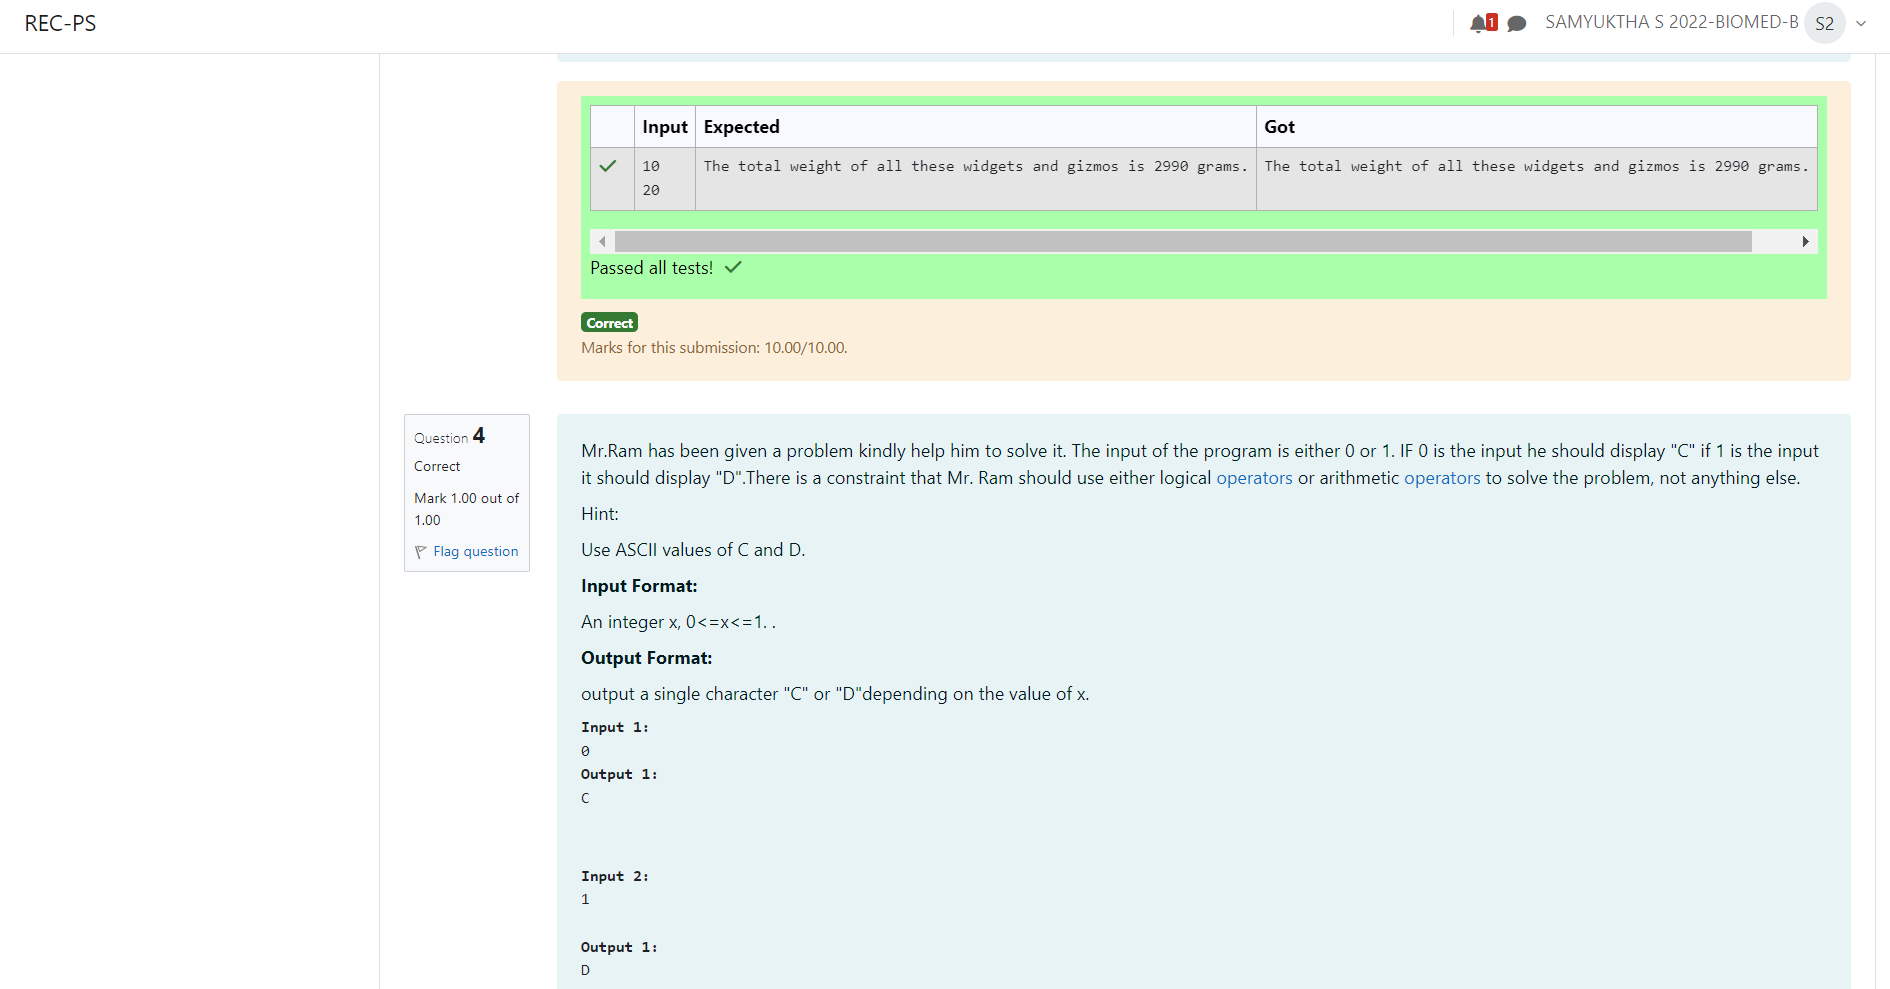 REC-PS
1
SAMYUKTHA S 2022-BIOMED-B
S2
Input Expected Got
10 The total weight of all these widgets and gizmos is 2990 grams. The total weight of all these widgets and gizmos is 2990 grams.
20
Passed all tests!
Correct
Marks for this submission: 10.00/10.00.
Question 4
Correct
Mark 1.00 out of
1.00
Flag question
Mr.Ram has been given a problem kindly help him to solve it. The input of the program is either 0 or 1. IF 0 is the input he should display "C" if 1 is the input
it should display "D".There is a constraint that Mr. Ram should use either logical operators or arithmetic operators to solve the problem, not anything else.
Hint:
Use ASCII values of C and D.
Input Format:
An integer x, 0<=x<=1. .
Output Format:
output a single character "C" or "D"depending on the value of x.
Input 1:
0
Output 1:
C
Input 2:
1
Output 1:
D